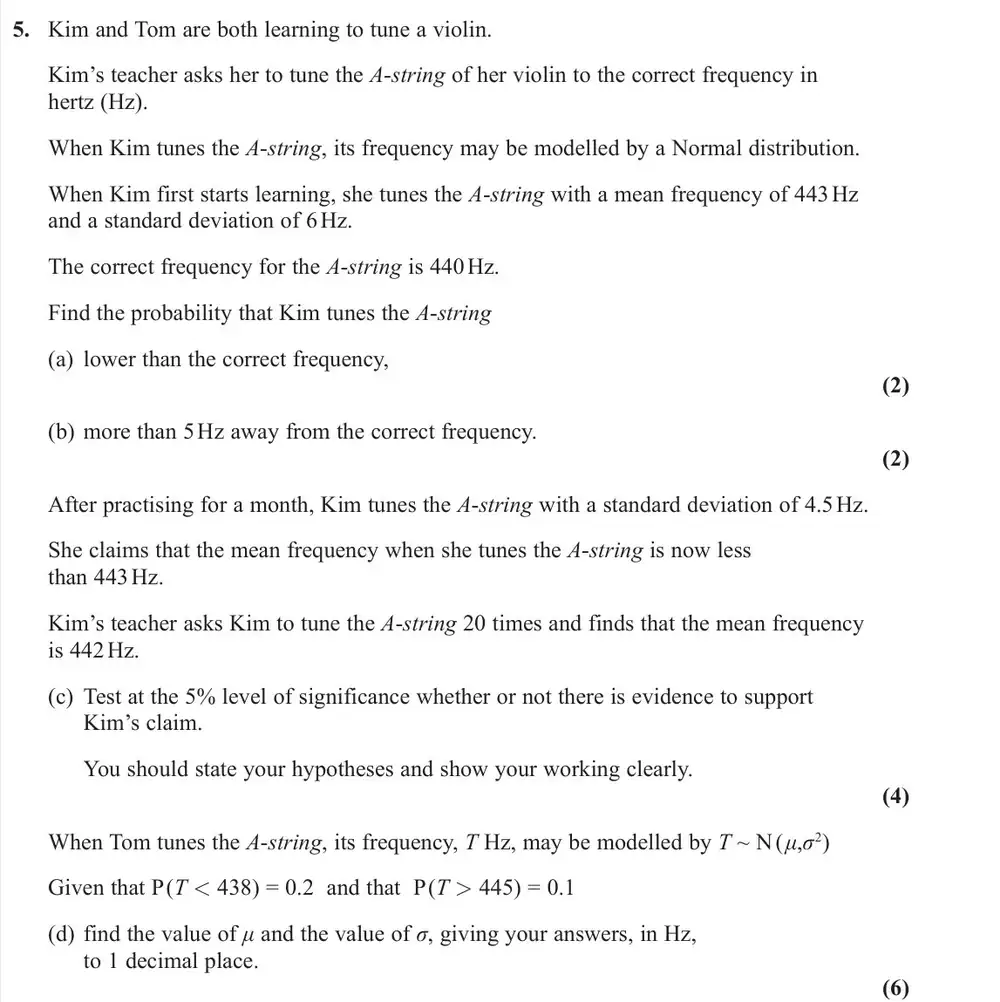 5. Kim and Tom are both learning to tune a violin.
Kim's teacher asks her to tune the A-string of her violin to the correct frequency in
hertz (Hz).
When Kim tunes the A-string, its frequency may be modelled by a Normal distribution.
When Kim first starts learning, she tunes the A-string with a mean frequency of 443 Hz
and a standard deviation of 6 Hz.
The correct frequency for the A-string is 440 Hz.
Find the probability that Kim tunes the A-string
(a) lower than the correct frequency,
(2)
(b) more than 5 Hz away from the correct frequency.
(2)
After practising for a month, Kim tunes the A-string with a standard deviation of 4.5 Hz.
She claims that the mean frequency when she tunes the A-string is now less
than 443 Hz.
Kim's teacher asks Kim to tune the A-string 20 times and finds that the mean frequency
is 442 Hz.
(c) Test at the 5% level of significance whether or not there is evidence to support
Kim's claim.
You should state your hypotheses and show your working clearly.
(4)
When Tom tunes the A-string, its frequency, T Hz, may be modelled by T ~ N(μ,σ²)
Given that P(T < 438) = 0.2 and that P(T > 445) = 0.1
(d) find the value of μ and the value of σ, giving your answers, in Hz,
to 1 decimal place.
(6)